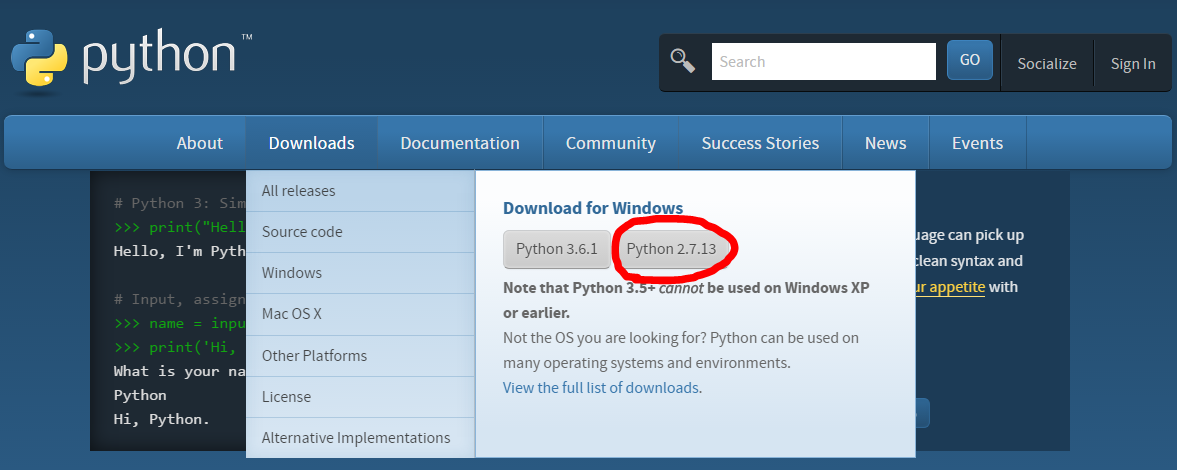 python™
Search
GO
Socialize
Sign In
About
Downloads
Documentation
Community
Success Stories
News
Events
# Python 3: Sim
>>> print("Hell
Hello, I'm Pyth
# Input, assign
>>> name = inpu
>>> print('Hi,
What is your na
Python
Hi, Python.
All releases
Source code
Windows
Mac OS X
Other Platforms
License
Alternative Implementations
Download for Windows
Python 3.6.1
Python 2.7.13
Note that Python 3.5+ cannot be used on Windows XP
or earlier.
Not the OS you are looking for? Python can be used on
many operating systems and environments.
View the full list of downloads.
uage can pick up
clean syntax and
ur appetite with